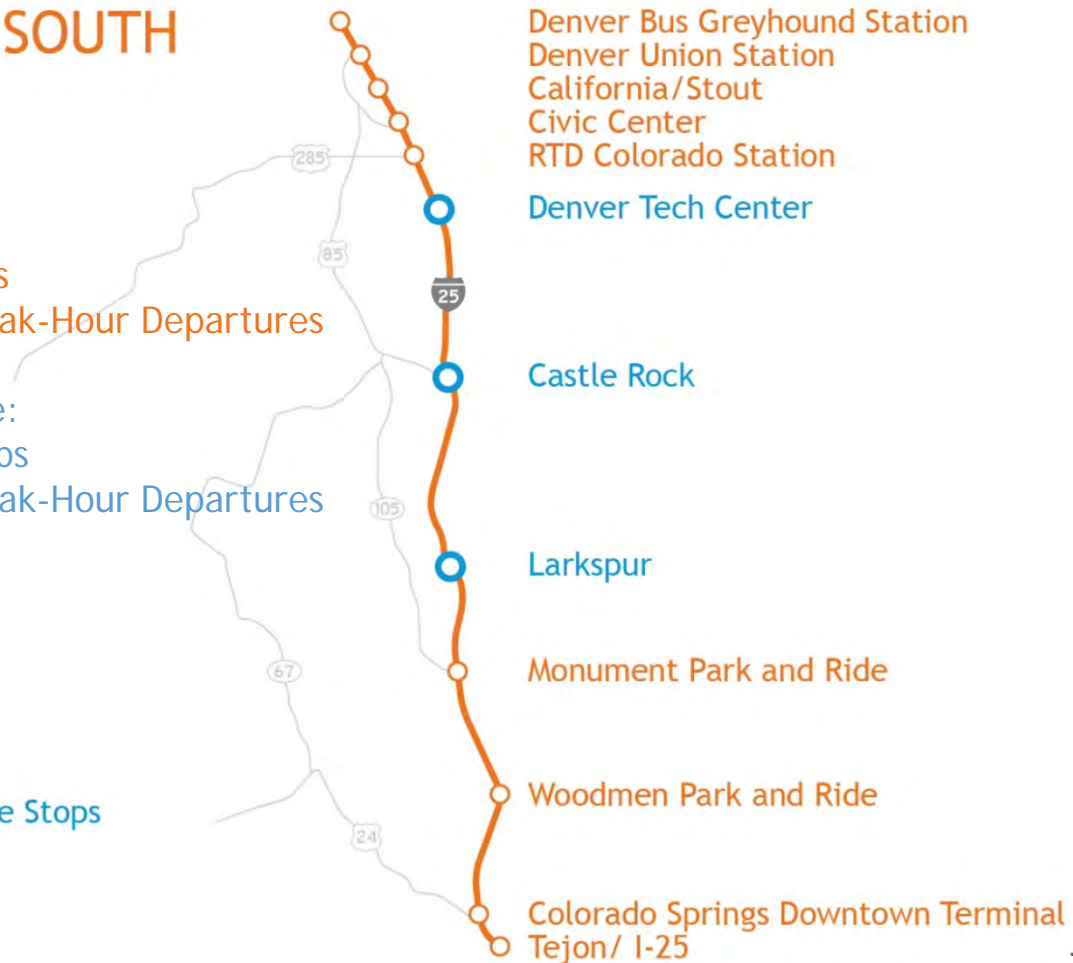 SOUTH
Denver Bus Greyhound Station
Denver Union Station
California/Stout
Civic Center
RTD Colorado Station
285
Denver Tech Center
85
s
25
ak-Hour Departures
Castle Rock
e:
ps
ak-Hour Departures
105
Larkspur
67
Monument Park and Ride
Woodmen Park and Ride
e Stops
24
Colorado Springs Downtown Terminal
Tejon/ I-25